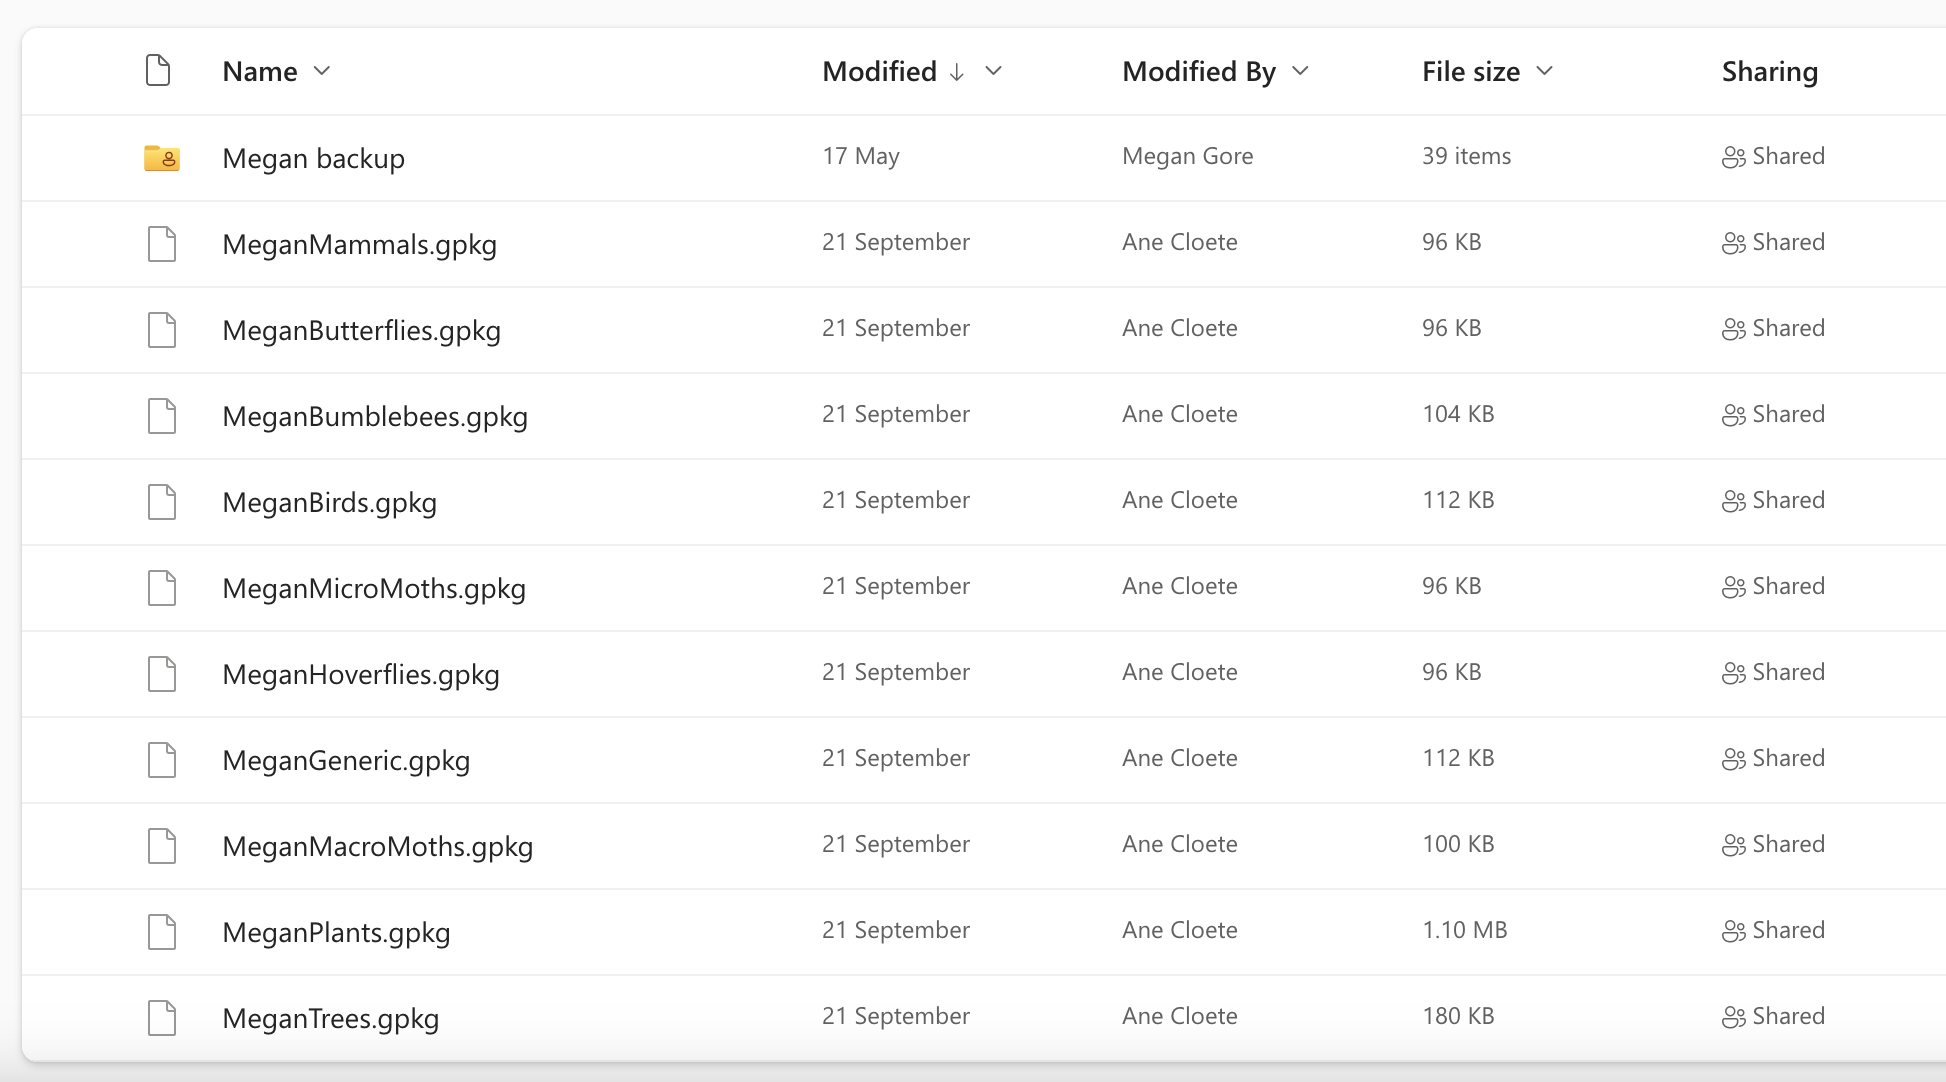 Name Modified Modified By File size Sharing
Megan backup 17 May Megan Gore 39 items Shared
MeganMammals.gpkg 21 September Ane Cloete 96 KB Shared
MeganButterflies.gpkg 21 September Ane Cloete 96 KB Shared
MeganBumblebees.gpkg 21 September Ane Cloete 104 KB Shared
MeganBirds.gpkg 21 September Ane Cloete 112 KB Shared
MeganMicroMoths.gpkg 21 September Ane Cloete 96 KB Shared
MeganHoverflies.gpkg 21 September Ane Cloete 96 KB Shared
MeganGeneric.gpkg 21 September Ane Cloete 112 KB Shared
MeganMacroMoths.gpkg 21 September Ane Cloete 100 KB Shared
MeganPlants.gpkg 21 September Ane Cloete 1.10 MB Shared
MeganTrees.gpkg 21 September Ane Cloete 180 KB Shared